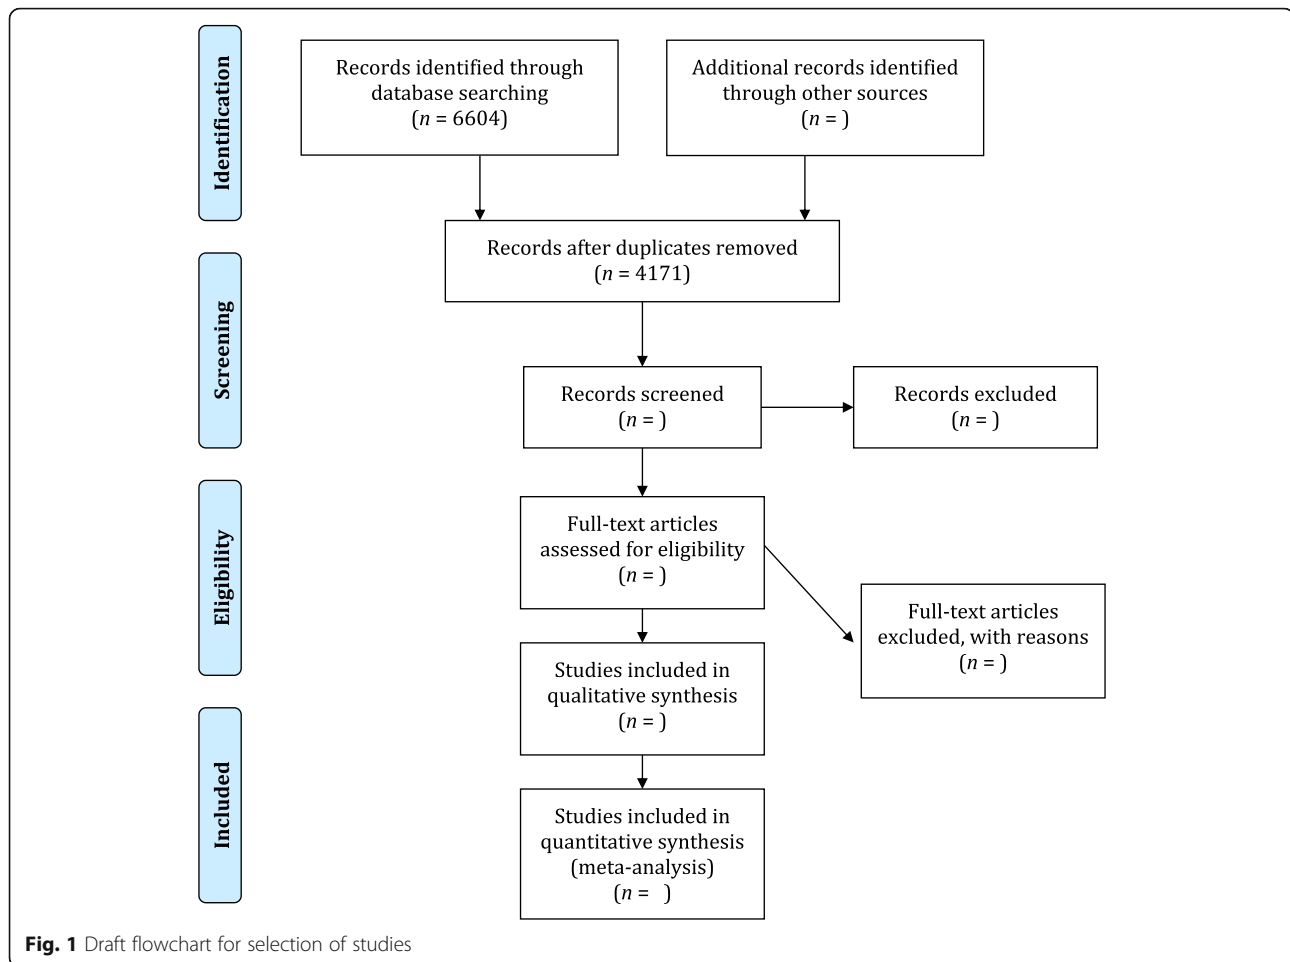 Identification
Records identified through
database searching
(n = 6604)
Additional records identified
through other sources
(n = )
Records after duplicates removed
(n = 4171)
Screening
Records screened
(n = )
Records excluded
(n = )
Eligibility
Full-text articles
assessed for eligibility
(n = )
Full-text articles
excluded, with reasons
(n = )
Studies included in
qualitative synthesis
(n = )
Included
Studies included in
quantitative synthesis
(meta-analysis)
(n = )
Fig. 1 Draft flowchart for selection of studies